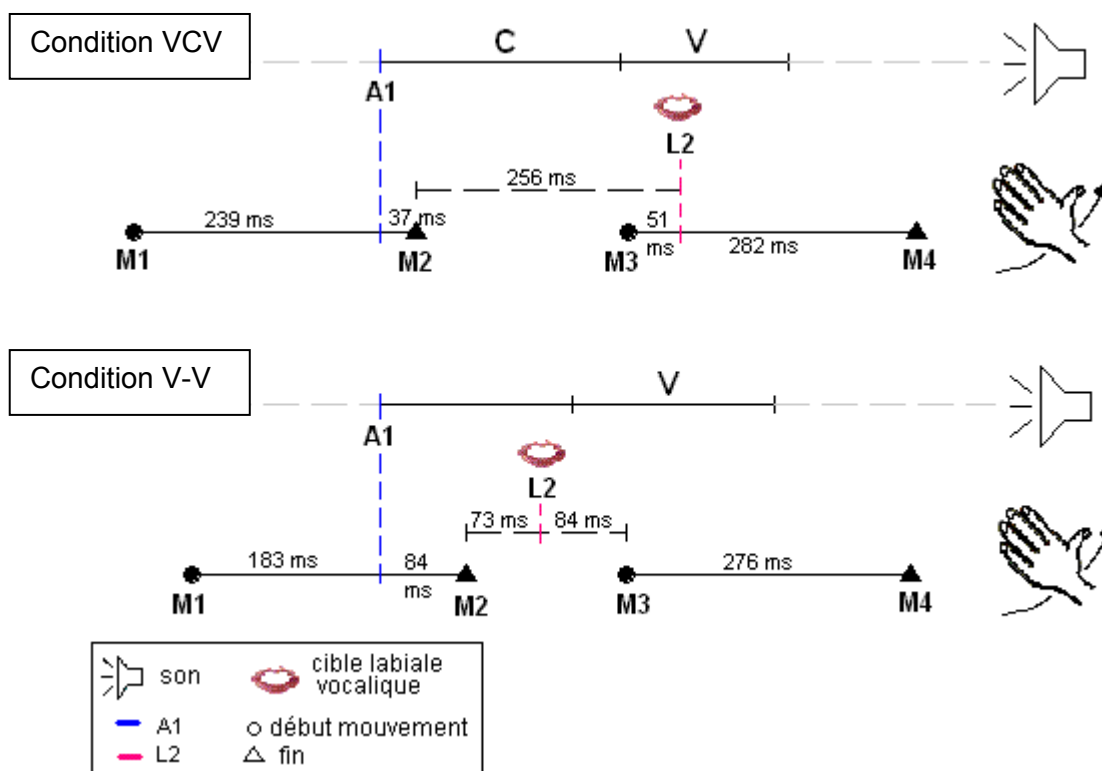 Condition VCV
C V
A1
L2
256 ms
239 ms 37 ms 51
ms
282 ms
M1 M2 M3 M4
Condition V-V
V
A1
L2
73 ms 84 ms
183 ms 84
ms
276 ms
M1 M2 M3 M4
son cible labiale
vocalique
A1 début mouvement
L2 fin